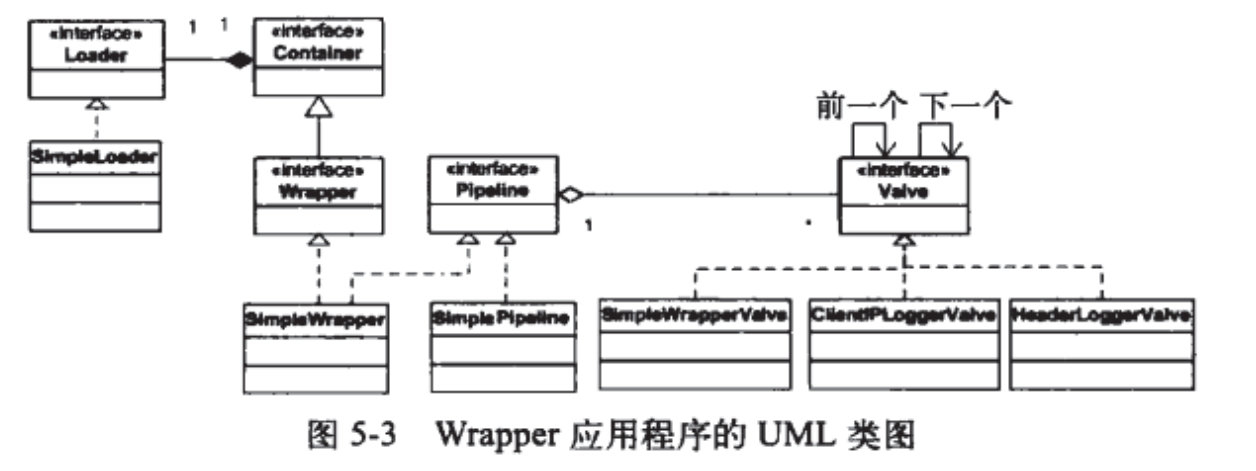 «interface»
Loader
1 1
«interface»
Container
前一个 下一个
SimpleLoader
«interface»
Wrapper
«interface»
Pipeline
1
*
«interface»
Valve
SimpleWrapper
SimplePipeline
SimpleWrapperValve
ClientIPLoggerValve
HeaderLoggerValve
图 5-3 Wrapper 应用程序的 UML 类图